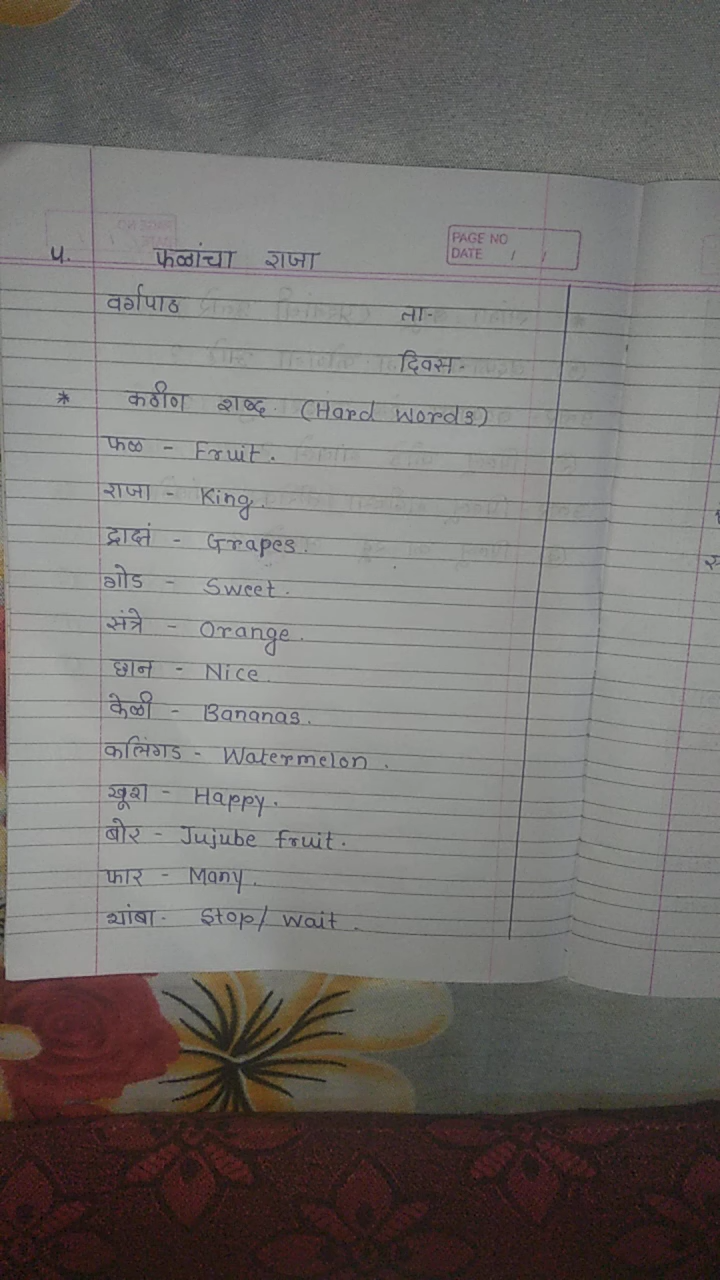 PAGE NO
DATE / /
५. फळांचा राजा
वर्गपाठ ता-
दिवस-
* कठीण शब्द (Hard words)
फळ - Fruit.
राजा - King.
द्राक्षं - Grapes.
गोड - Sweet.
संत्रे - Orange.
छान - Nice.
केळी - Bananas.
कलिंगड - Watermelon.
खूश - Happy.
बोर - Jujube fruit.
फार - Many.
थांबा- Stop/ wait.